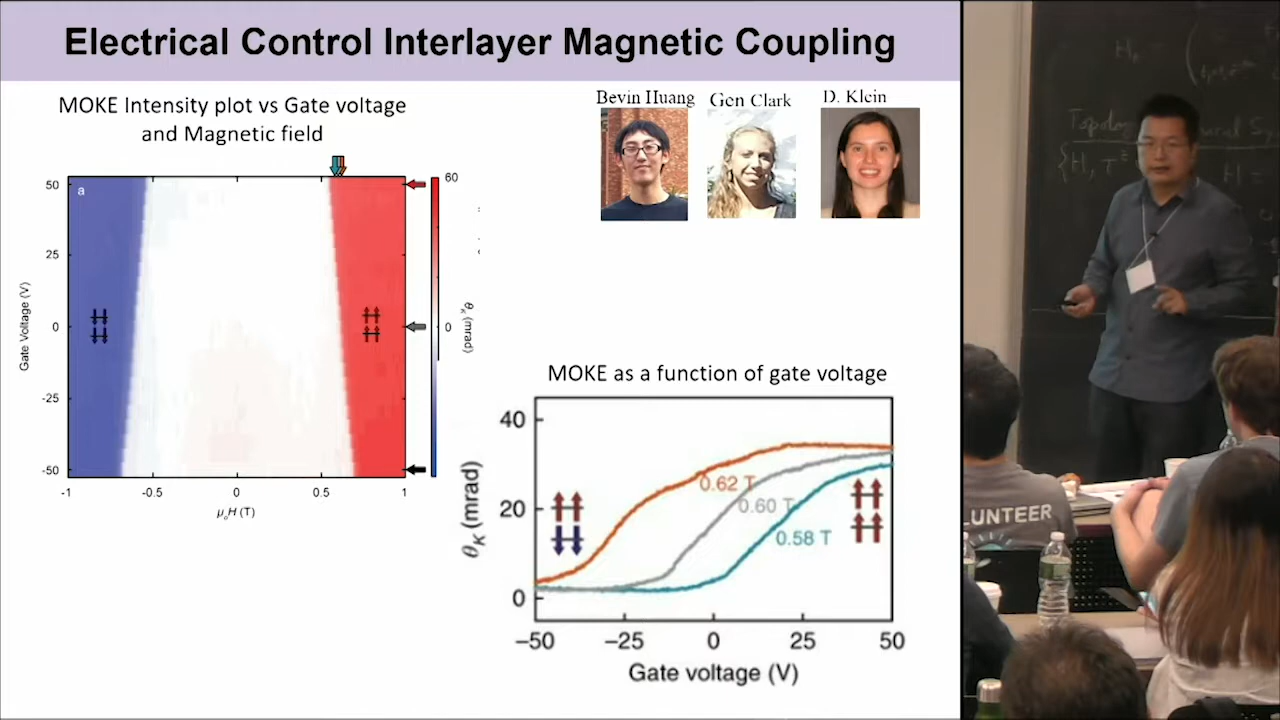 Electrical Control Interlayer Magnetic Coupling
MOKE Intensity plot vs Gate voltage
and Magnetic field
Bevin Huang
Gen Clark
D. Klein
a
50
25
0
-25
-50
Gate Voltage (V)
-1
-0.5
0
0.5
1
μ₀H (T)
60
0
θK (mrad)
MOKE as a function of gate voltage
40
20
0
θK (mrad)
0.62 T
0.60 T
0.58 T
−50
−25
0
25
50
Gate voltage (V)
Topolo
LUNTEER